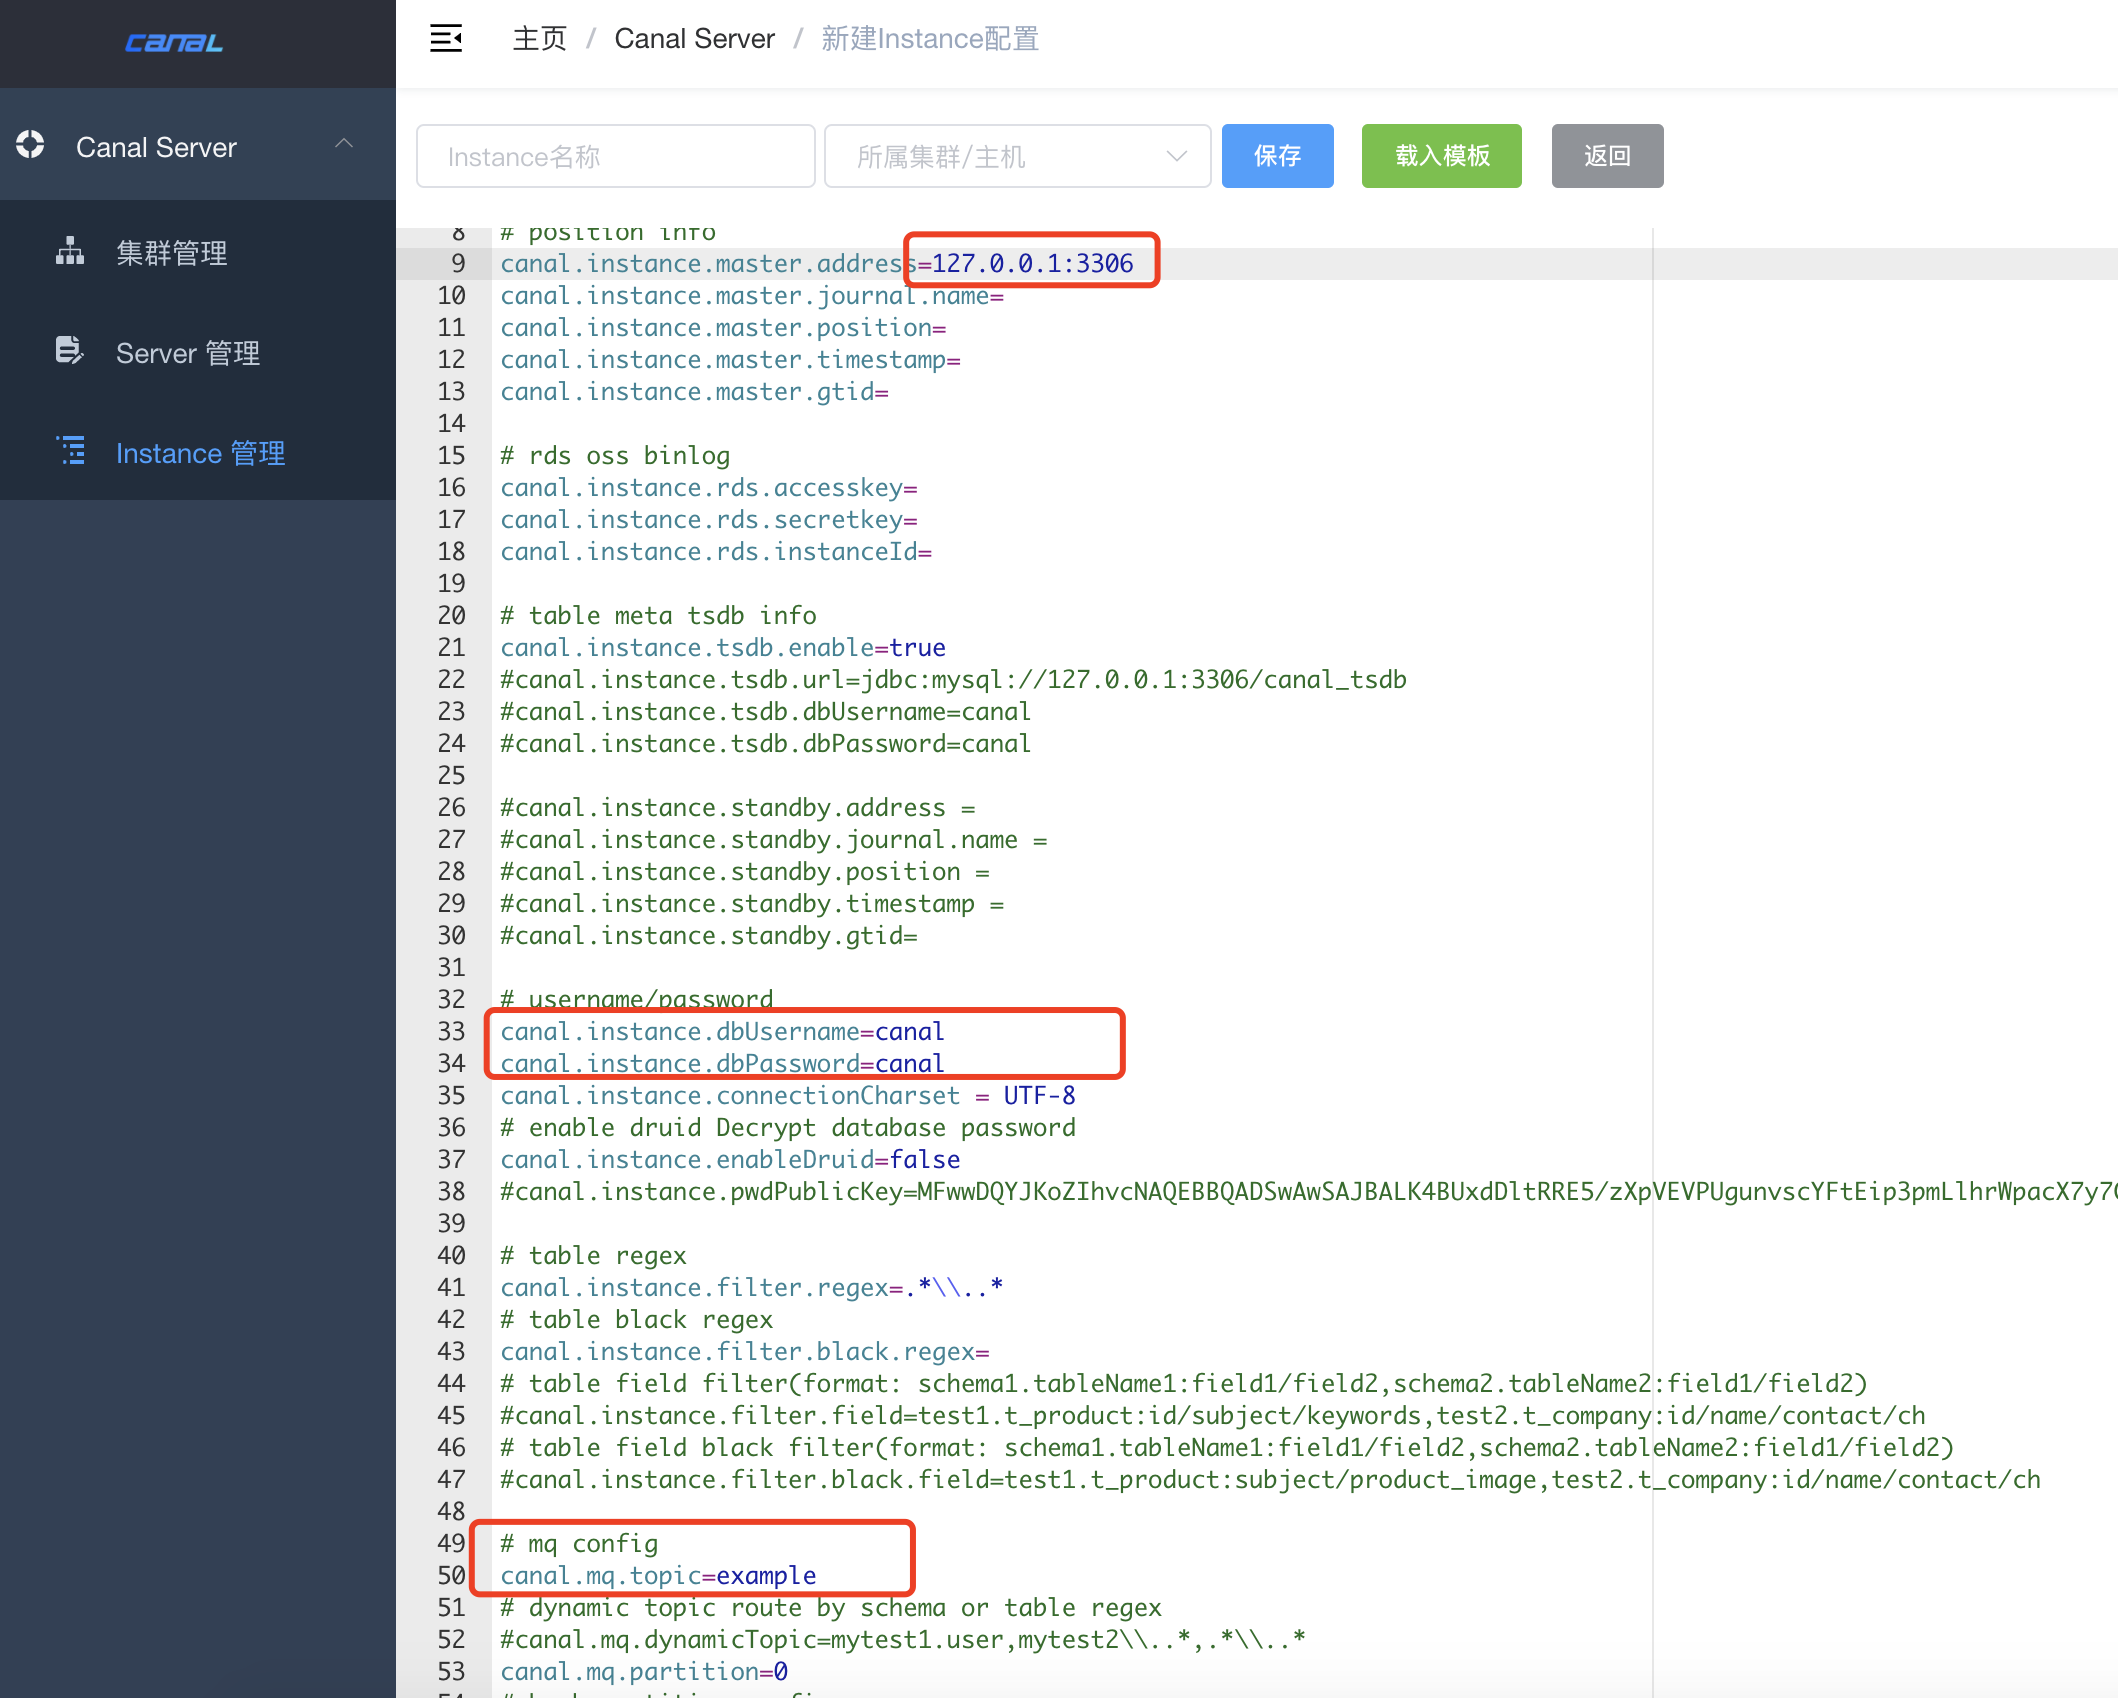 canal
主页 / Canal Server / 新建Instance配置
Canal Server
集群管理
Server 管理
Instance 管理
Instance名称
所属集群/主机
保存
载入模板
返回
8 # position info
9 canal.instance.master.address=127.0.0.1:3306
10 canal.instance.master.journal.name=
11 canal.instance.master.position=
12 canal.instance.master.timestamp=
13 canal.instance.master.gtid=
14
15 # rds oss binlog
16 canal.instance.rds.accesskey=
17 canal.instance.rds.secretkey=
18 canal.instance.rds.instanceId=
19
20 # table meta tsdb info
21 canal.instance.tsdb.enable=true
22 #canal.instance.tsdb.url=jdbc:mysql://127.0.0.1:3306/canal_tsdb
23 #canal.instance.tsdb.dbUsername=canal
24 #canal.instance.tsdb.dbPassword=canal
25
26 #canal.instance.standby.address =
27 #canal.instance.standby.journal.name =
28 #canal.instance.standby.position =
29 #canal.instance.standby.timestamp =
30 #canal.instance.standby.gtid=
31
32 # username/password
33 canal.instance.dbUsername=canal
34 canal.instance.dbPassword=canal
35 canal.instance.connectionCharset = UTF-8
36 # enable druid Decrypt database password
37 canal.instance.enableDruid=false
38 #canal.instance.pwdPublicKey=MFwwDQYJKoZIhvcNAQEBBQADSwAwSAJBALK4BUxdDltRRE5/zXpVEVPUgunvscYFtEip3pmLlhrWpacX7y7
39
40 # table regex
41 canal.instance.filter.regex=.*\\..*
42 # table black regex
43 canal.instance.filter.black.regex=
44 # table field filter(format: schema1.tableName1:field1/field2,schema2.tableName2:field1/field2)
45 #canal.instance.filter.field=test1.t_product:id/subject/keywords,test2.t_company:id/name/contact/ch
46 # table field black filter(format: schema1.tableName1:field1/field2,schema2.tableName2:field1/field2)
47 #canal.instance.filter.black.field=test1.t_product:subject/product_image,test2.t_company:id/name/contact/ch
48
49 # mq config
50 canal.mq.topic=example
51 # dynamic topic route by schema or table regex
52 #canal.mq.dynamicTopic=mytest1.user,mytest2\\..*,.*\\..*
53 canal.mq.partition=0